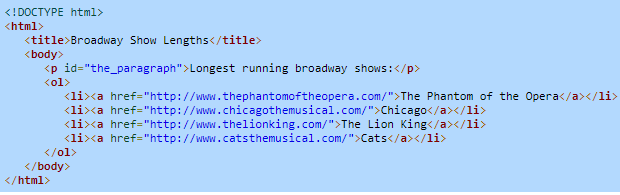 <!DOCTYPE html>
<html>
<title>Broadway Show Lengths</title>
<body>
<p id="the_paragraph">Longest running broadway shows:</p>
<ol>
<li><a href="http://www.thephantomoftheopera.com/">The Phantom of the Opera</a></li>
<li><a href="http://www.chicagothemusical.com/">Chicago</a></li>
<li><a href="http://www.thelionking.com/">The Lion King</a></li>
<li><a href="http://www.catsthemusical.com/">Cats</a></li>
</ol>
</body>
</html>